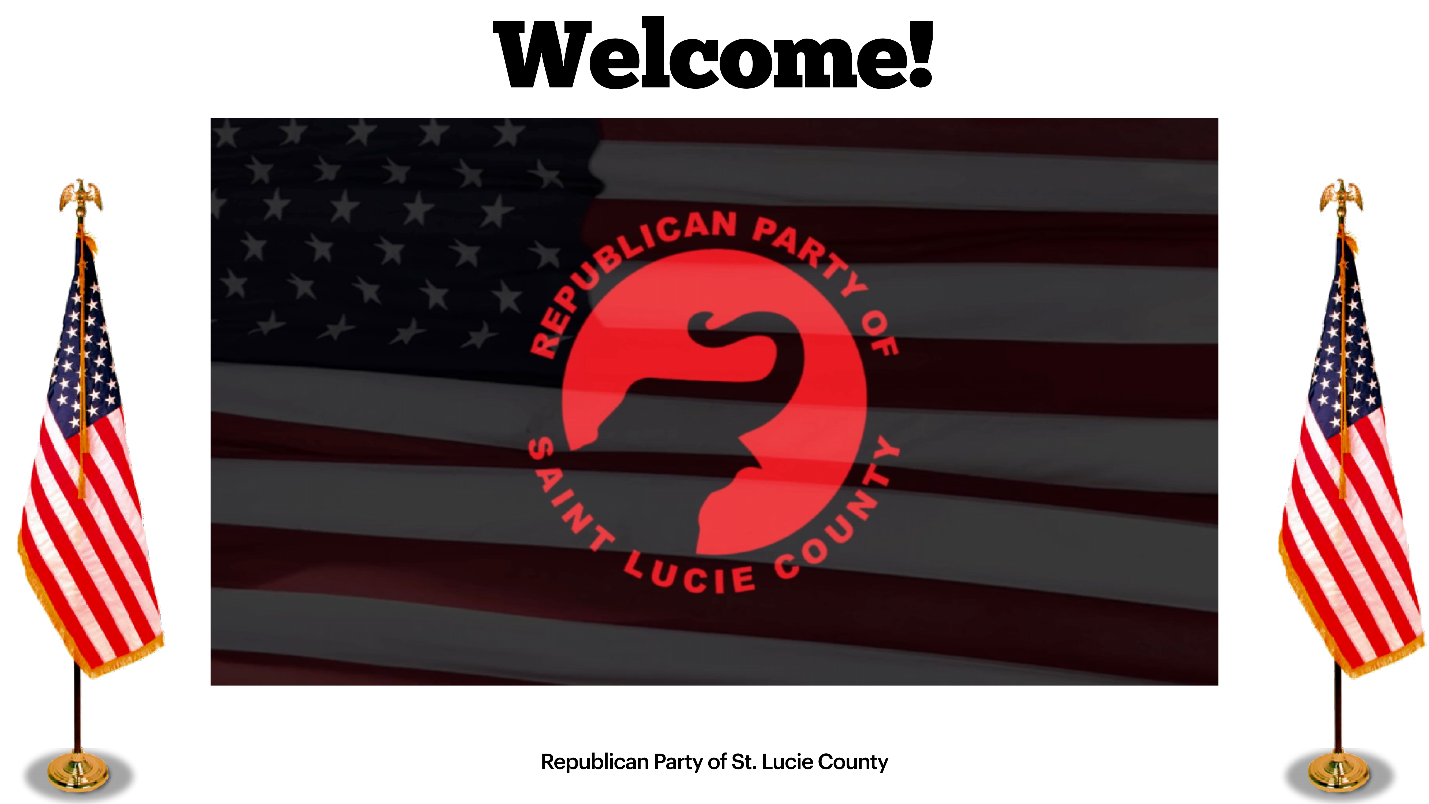 Welcome!
REPUBLICAN PARTY OF
SAINT LUCIE COUNTY
Republican Party of St. Lucie County